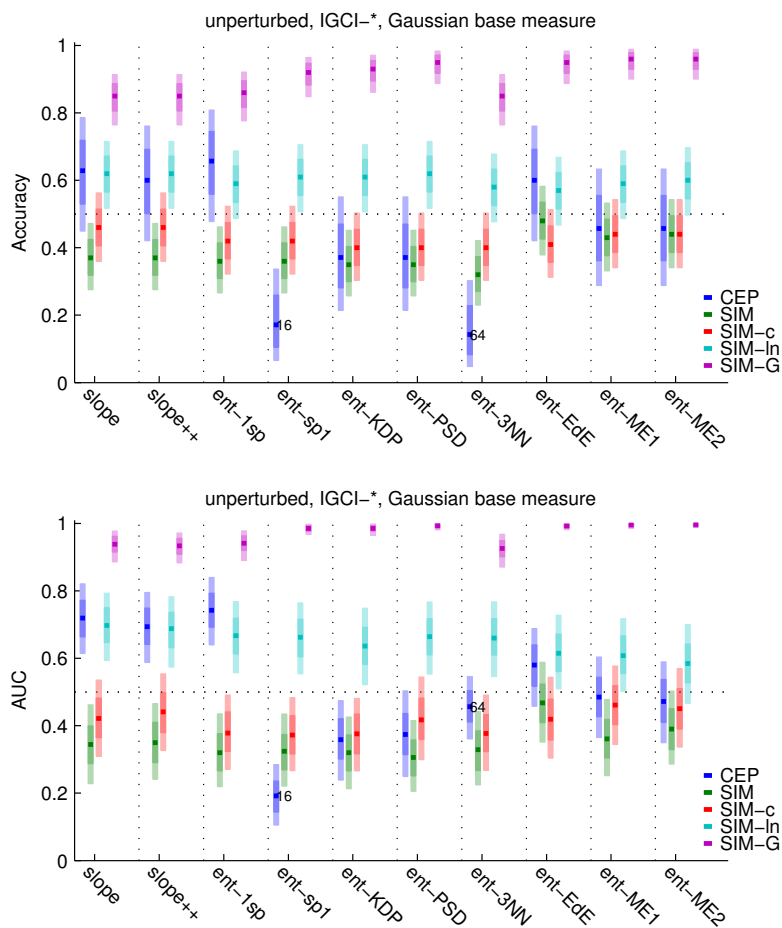 unperturbed, IGCI−*, Gaussian base measure
1
0.8
0.6
0.4
0.2
0
Accuracy
16
64
CEP
SIM
SIM−c
SIM−ln
SIM−G
slope
slope++
ent−1sp
ent−sp1
ent−KDP
ent−PSD
ent−3NN
ent−EdE
ent−ME1
ent−ME2
unperturbed, IGCI−*, Gaussian base measure
1
0.8
0.6
0.4
0.2
0
AUC
64
16
CEP
SIM
SIM−c
SIM−ln
SIM−G
slope
slope++
ent−1sp
ent−sp1
ent−KDP
ent−PSD
ent−3NN
ent−EdE
ent−ME1
ent−ME2